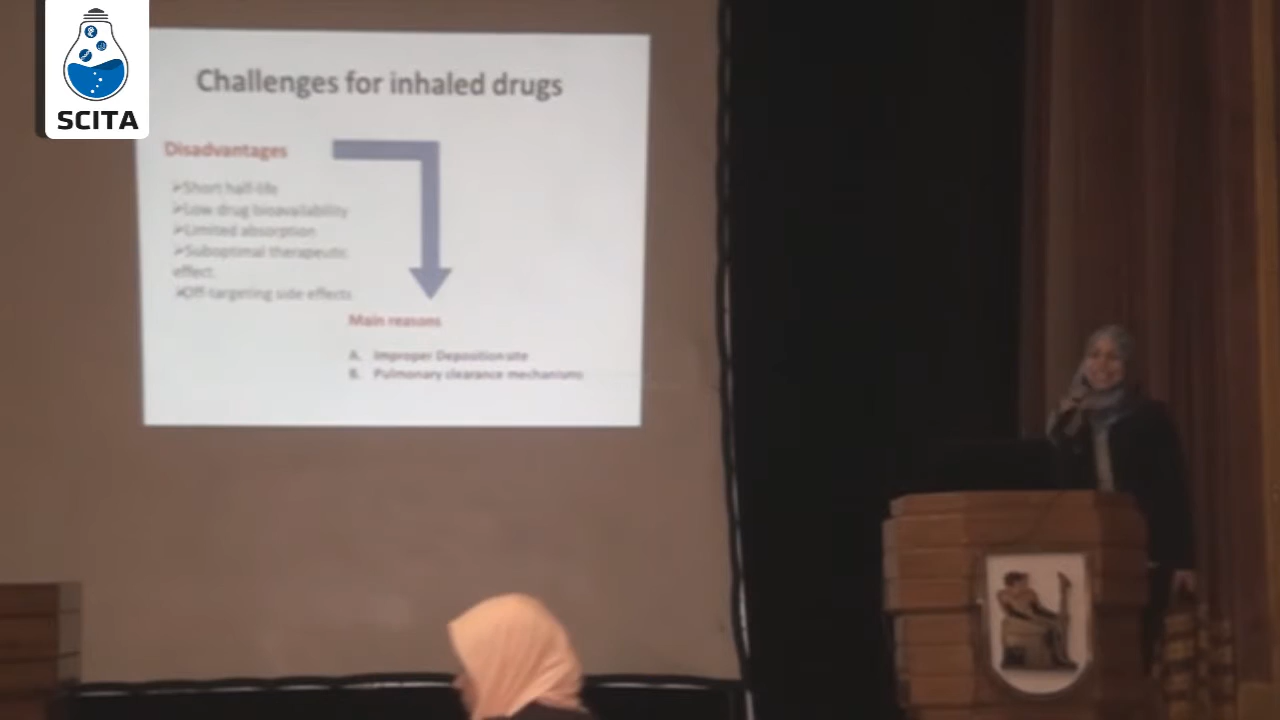 SCITA
Challenges for inhaled drugs
Disadvantages
➢Short half-life
➢Low drug bioavailability
➢Limited absorption
➢Suboptimal therapeutic
effect.
➢Off-targeting side effects
Main reasons
A. Improper Deposition site
B. Pulmonary clearance mechanisms